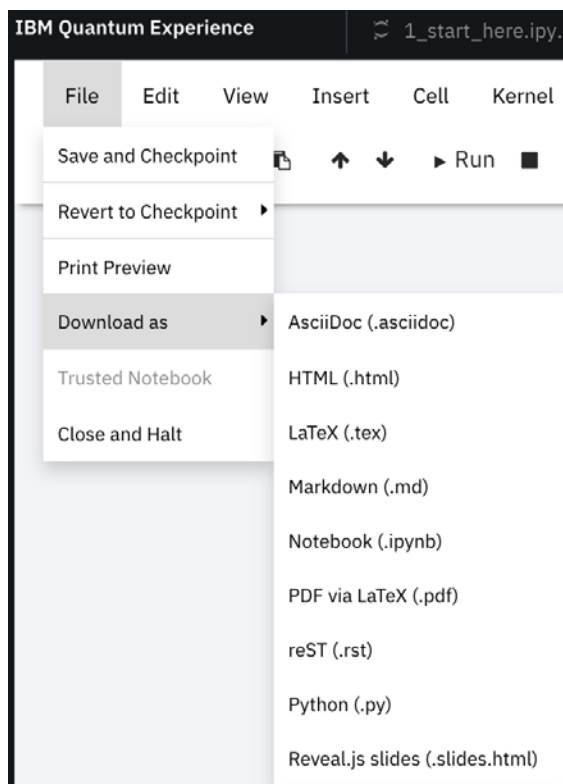 IBM Quantum Experience
1_start_here.ipy.
File Edit View Insert Cell Kernel
Save and Checkpoint
Run
Revert to Checkpoint
Print Preview
Download as
AsciiDoc (.asciidoc)
Trusted Notebook
HTML (.html)
Close and Halt
LaTeX (.tex)
Markdown (.md)
Notebook (.ipynb)
PDF via LaTeX (.pdf)
reST (.rst)
Python (.py)
Reveal.js slides (.slides.html)